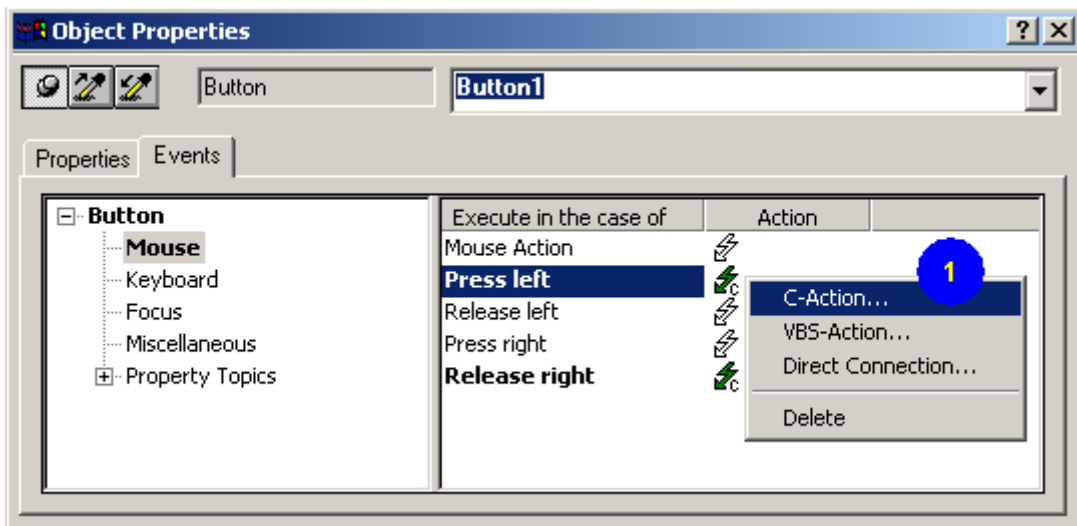 Object Properties
Button
Button1
Properties
Events
Button
Mouse
Keyboard
Focus
Miscellaneous
Property Topics
Execute in the case of
Action
Mouse Action
Press left
C
Release left
Press right
Release right
C
1
C-Action...
VBS-Action...
Direct Connection...
Delete